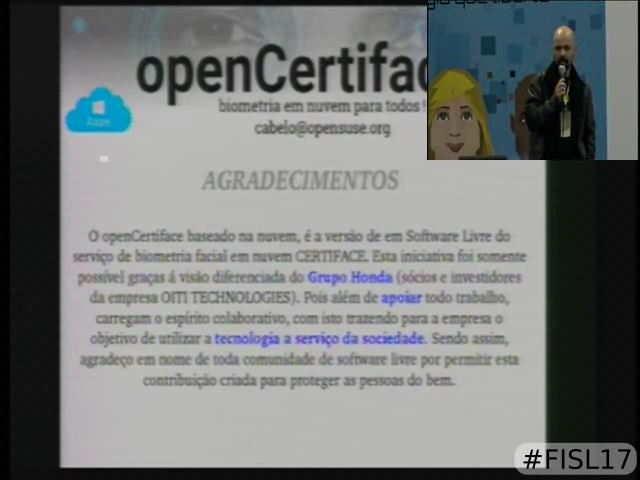 openCertifac
biometria em nuvem para todos !
cabelo@opensuse.org
Azure
AGRADECIMENTOS
O openCertiface baseado na nuvem, é a versão de em Software Livre do
serviço de biometria facial em nuvem CERTIFACE. Esta iniciativa foi somente
possível graças á visão diferenciada do Grupo Honda (sócios e investidores
da empresa OITI TECHNOLOGIES). Pois além de apoiar todo trabalho,
carregam o espírito colaborativo, com isto trazendo para a empresa o
objetivo de utilizar a tecnologia a serviço da sociedade. Sendo assim,
agradeço em nome de toda comunidade de software livre por permitir esta
contribuição criada para proteger as pessoas do bem.
#FISL17